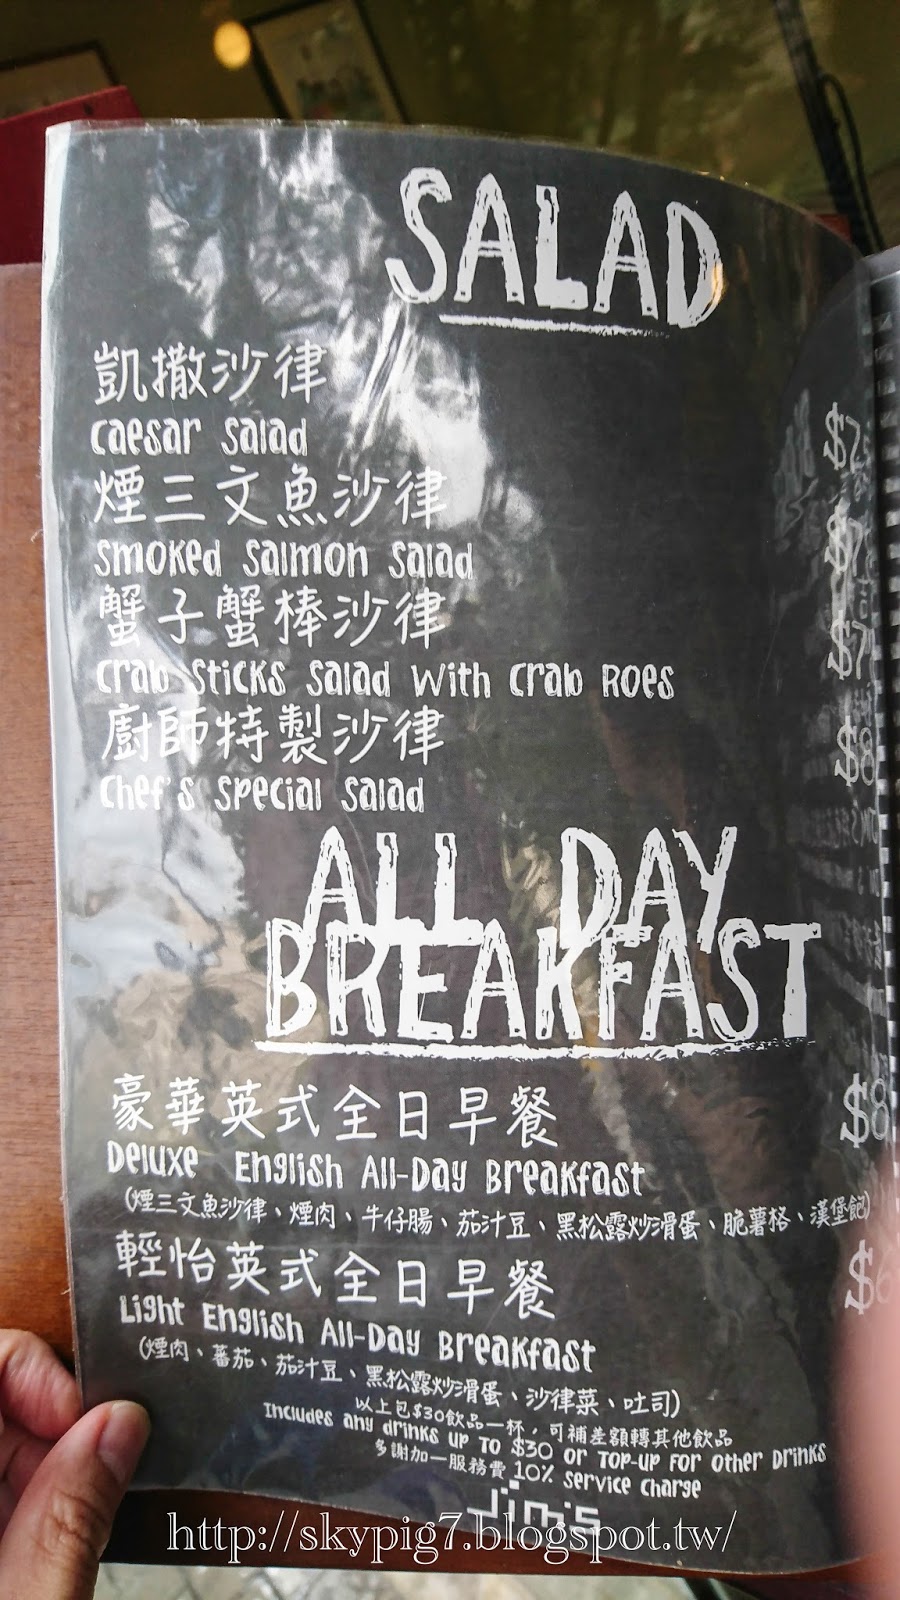 SALAD
凱撒沙律
Caesar Salad
煙三文魚沙律
Smoked Salmon Salad
蟹子蟹棒沙律
Crab Sticks Salad With Crab Roes
廚師特製沙律
Chef's Special Salad
ALL DAY
BREAKFAST
豪華英式全日早餐 $8
Deluxe English All-Day Breakfast
(煙三文魚沙律、煙肉、牛仔腸、茄汁豆、黑松露炒滑蛋、脆薯格、漢堡飽)
輕怡英式全日早餐 $6
Light English All-Day Breakfast
(煙肉、蕃茄、茄汁豆、黑松露炒滑蛋、沙律菜、吐司)
以上包$30飲品一杯，可補差額轉其他飲品
Includes any drinks up to $30 or Top-up for Other Drinks
多謝加一服務費 10% Service Charge
Jim's
http://skypig7.blogspot.tw/